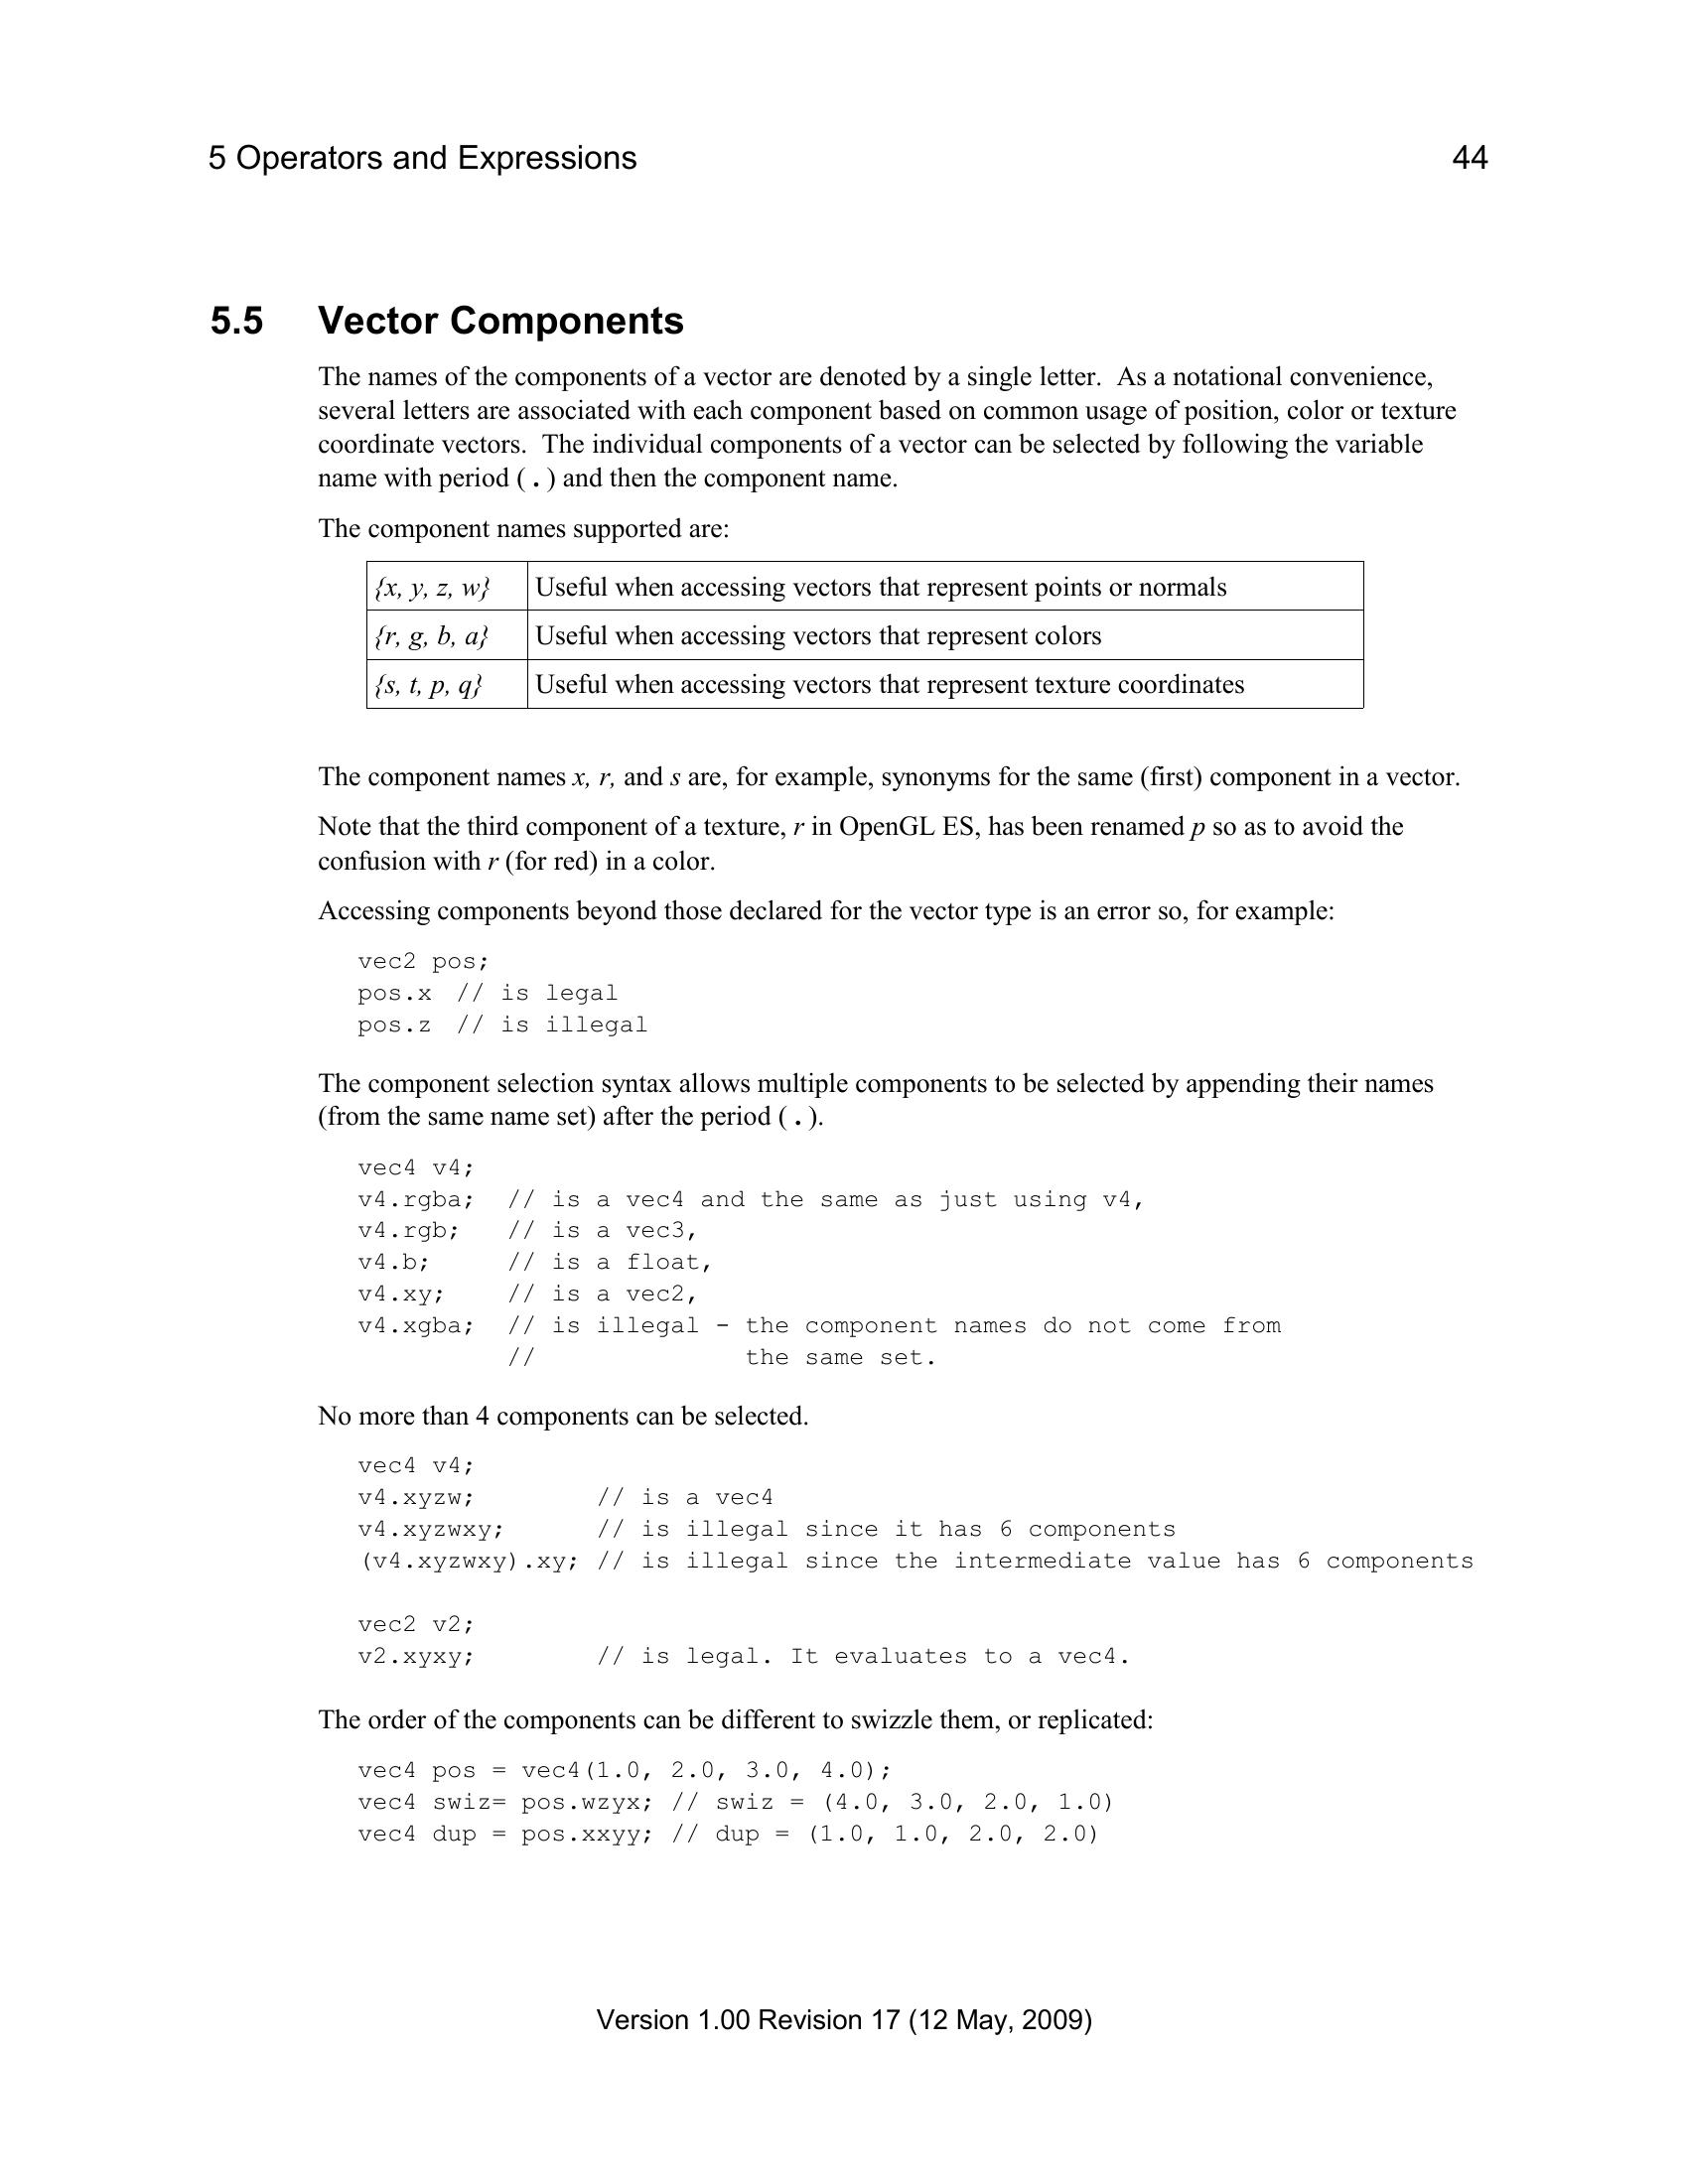 5 Operators and Expressions 44
5.5 Vector Components
The names of the components of a vector are denoted by a single letter.  As a notational convenience,
several letters are associated with each component based on common usage of position, color or texture
coordinate vectors.  The individual components of a vector can be selected by following the variable
name with period ( . ) and then the component name.
The component names supported are:
{x, y, z, w} Useful when accessing vectors that represent points or normals
{r, g, b, a} Useful when accessing vectors that represent colors
{s, t, p, q} Useful when accessing vectors that represent texture coordinates
The component names x, r, and s are, for example, synonyms for the same (first) component in a vector.
Note that the third component of a texture, r in OpenGL ES, has been renamed p so as to avoid the
confusion with r (for red) in a color.
Accessing components beyond those declared for the vector type is an error so, for example:
vec2 pos;
pos.x  // is legal
pos.z  // is illegal
The component selection syntax allows multiple components to be selected by appending their names
(from the same name set) after the period ( . ).
vec4 v4;
v4.rgba;  // is a vec4 and the same as just using v4,
v4.rgb;   // is a vec3,
v4.b;     // is a float,
v4.xy;    // is a vec2,
v4.xgba;  // is illegal - the component names do not come from
          //              the same set.
No more than 4 components can be selected.
vec4 v4;
v4.xyzw;        // is a vec4
v4.xyzwxy;      // is illegal since it has 6 components
(v4.xyzwxy).xy; // is illegal since the intermediate value has 6 components
vec2 v2;
v2.xyxy;        // is legal. It evaluates to a vec4.
The order of the components can be different to swizzle them, or replicated:
vec4 pos = vec4(1.0, 2.0, 3.0, 4.0);
vec4 swiz= pos.wzyx; // swiz = (4.0, 3.0, 2.0, 1.0)
vec4 dup = pos.xxyy; // dup = (1.0, 1.0, 2.0, 2.0)
Version 1.00 Revision 17 (12 May, 2009)